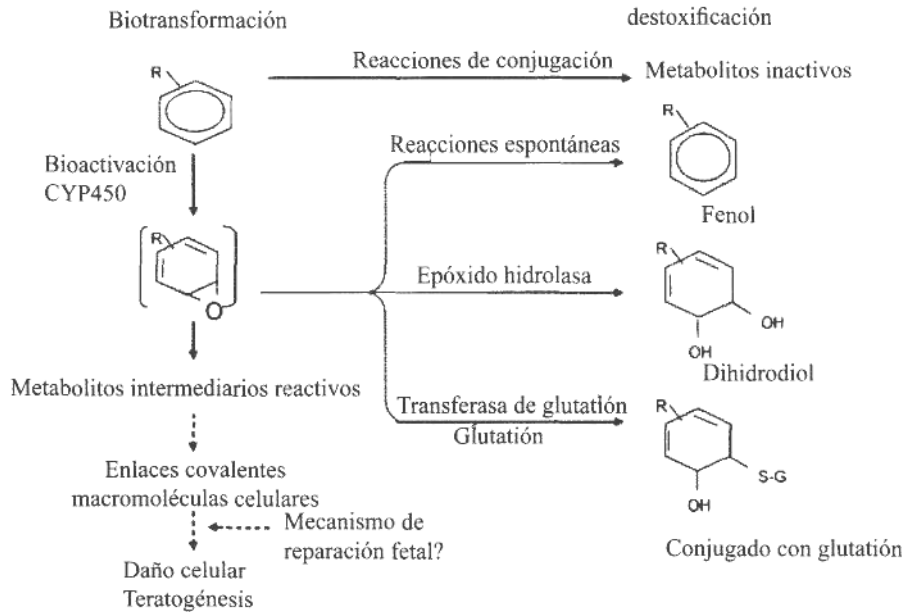 Biotransformación
destoxificación
R
Reacciones de conjugación
Metabolitos inactivos
Bioactivación
CYP450
Reacciones espontáneas
R
Fenol
R
O
Epóxido hidrolasa
R
OH
OH
Dihidrodiol
Metabolitos intermediarios reactivos
Transferasa de glutatión
Glutatión
R
S-G
OH
Conjugado con glutatión
Enlaces covalentes
macromoléculas celulares
Mecanismo de
reparación fetal?
Daño celular
Teratogénesis